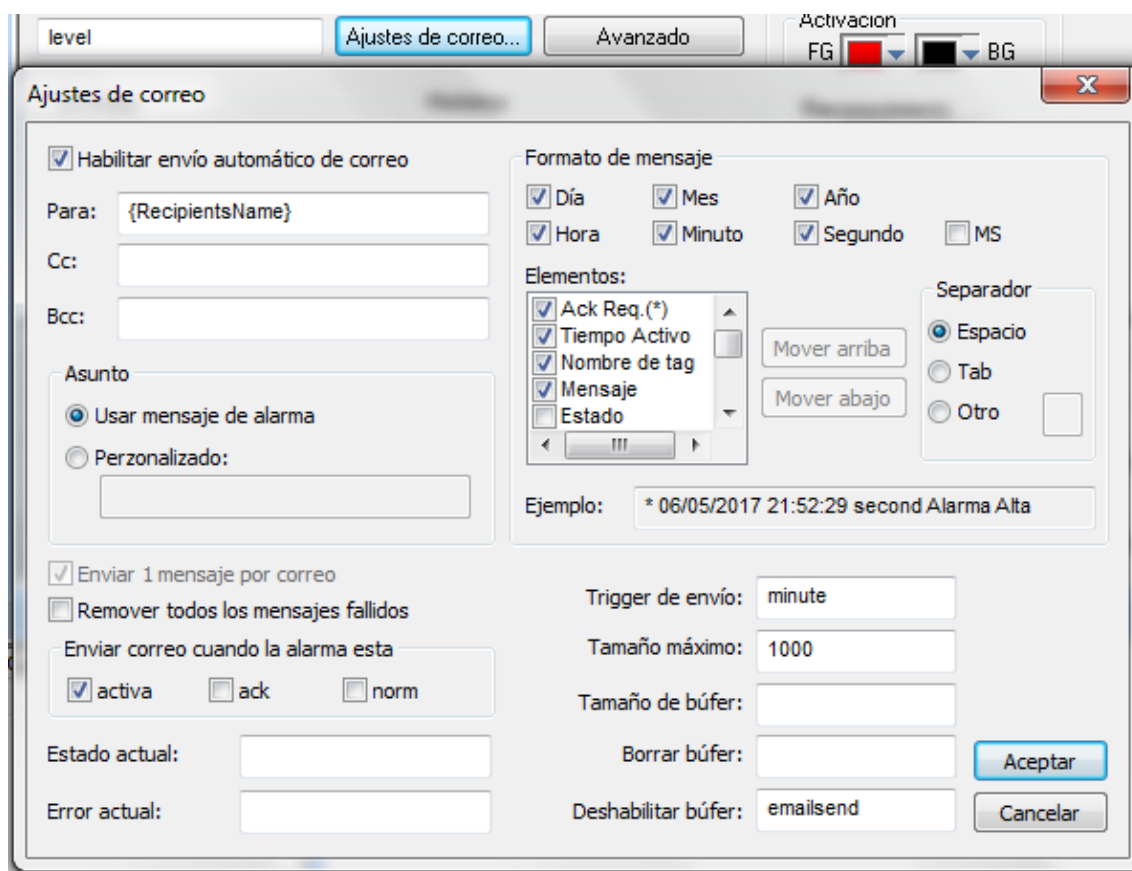 level
Ajustes de correo...
Avanzado
Activación
FG
BG
Ajustes de correo
Habilitar envío automático de correo
Para: {RecipientsName}
Cc:
Bcc:
Asunto
Usar mensaje de alarma
Perzonalizado:
Enviar 1 mensaje por correo
Remover todos los mensajes fallidos
Enviar correo cuando la alarma esta
activa ack norm
Estado actual:
Error actual:
Formato de mensaje
Día Mes Año
Hora Minuto Segundo MS
Elementos:
Ack Req.(*)
Tiempo Activo
Nombre de tag
Mensaje
Estado
Mover arriba
Mover abajo
Separador
Espacio
Tab
Otro
Ejemplo: * 06/05/2017 21:52:29 second Alarma Alta
Trigger de envío: minute
Tamaño máximo: 1000
Tamaño de búfer:
Borrar búfer:
Deshabilitar búfer: emailsend
Aceptar
Cancelar